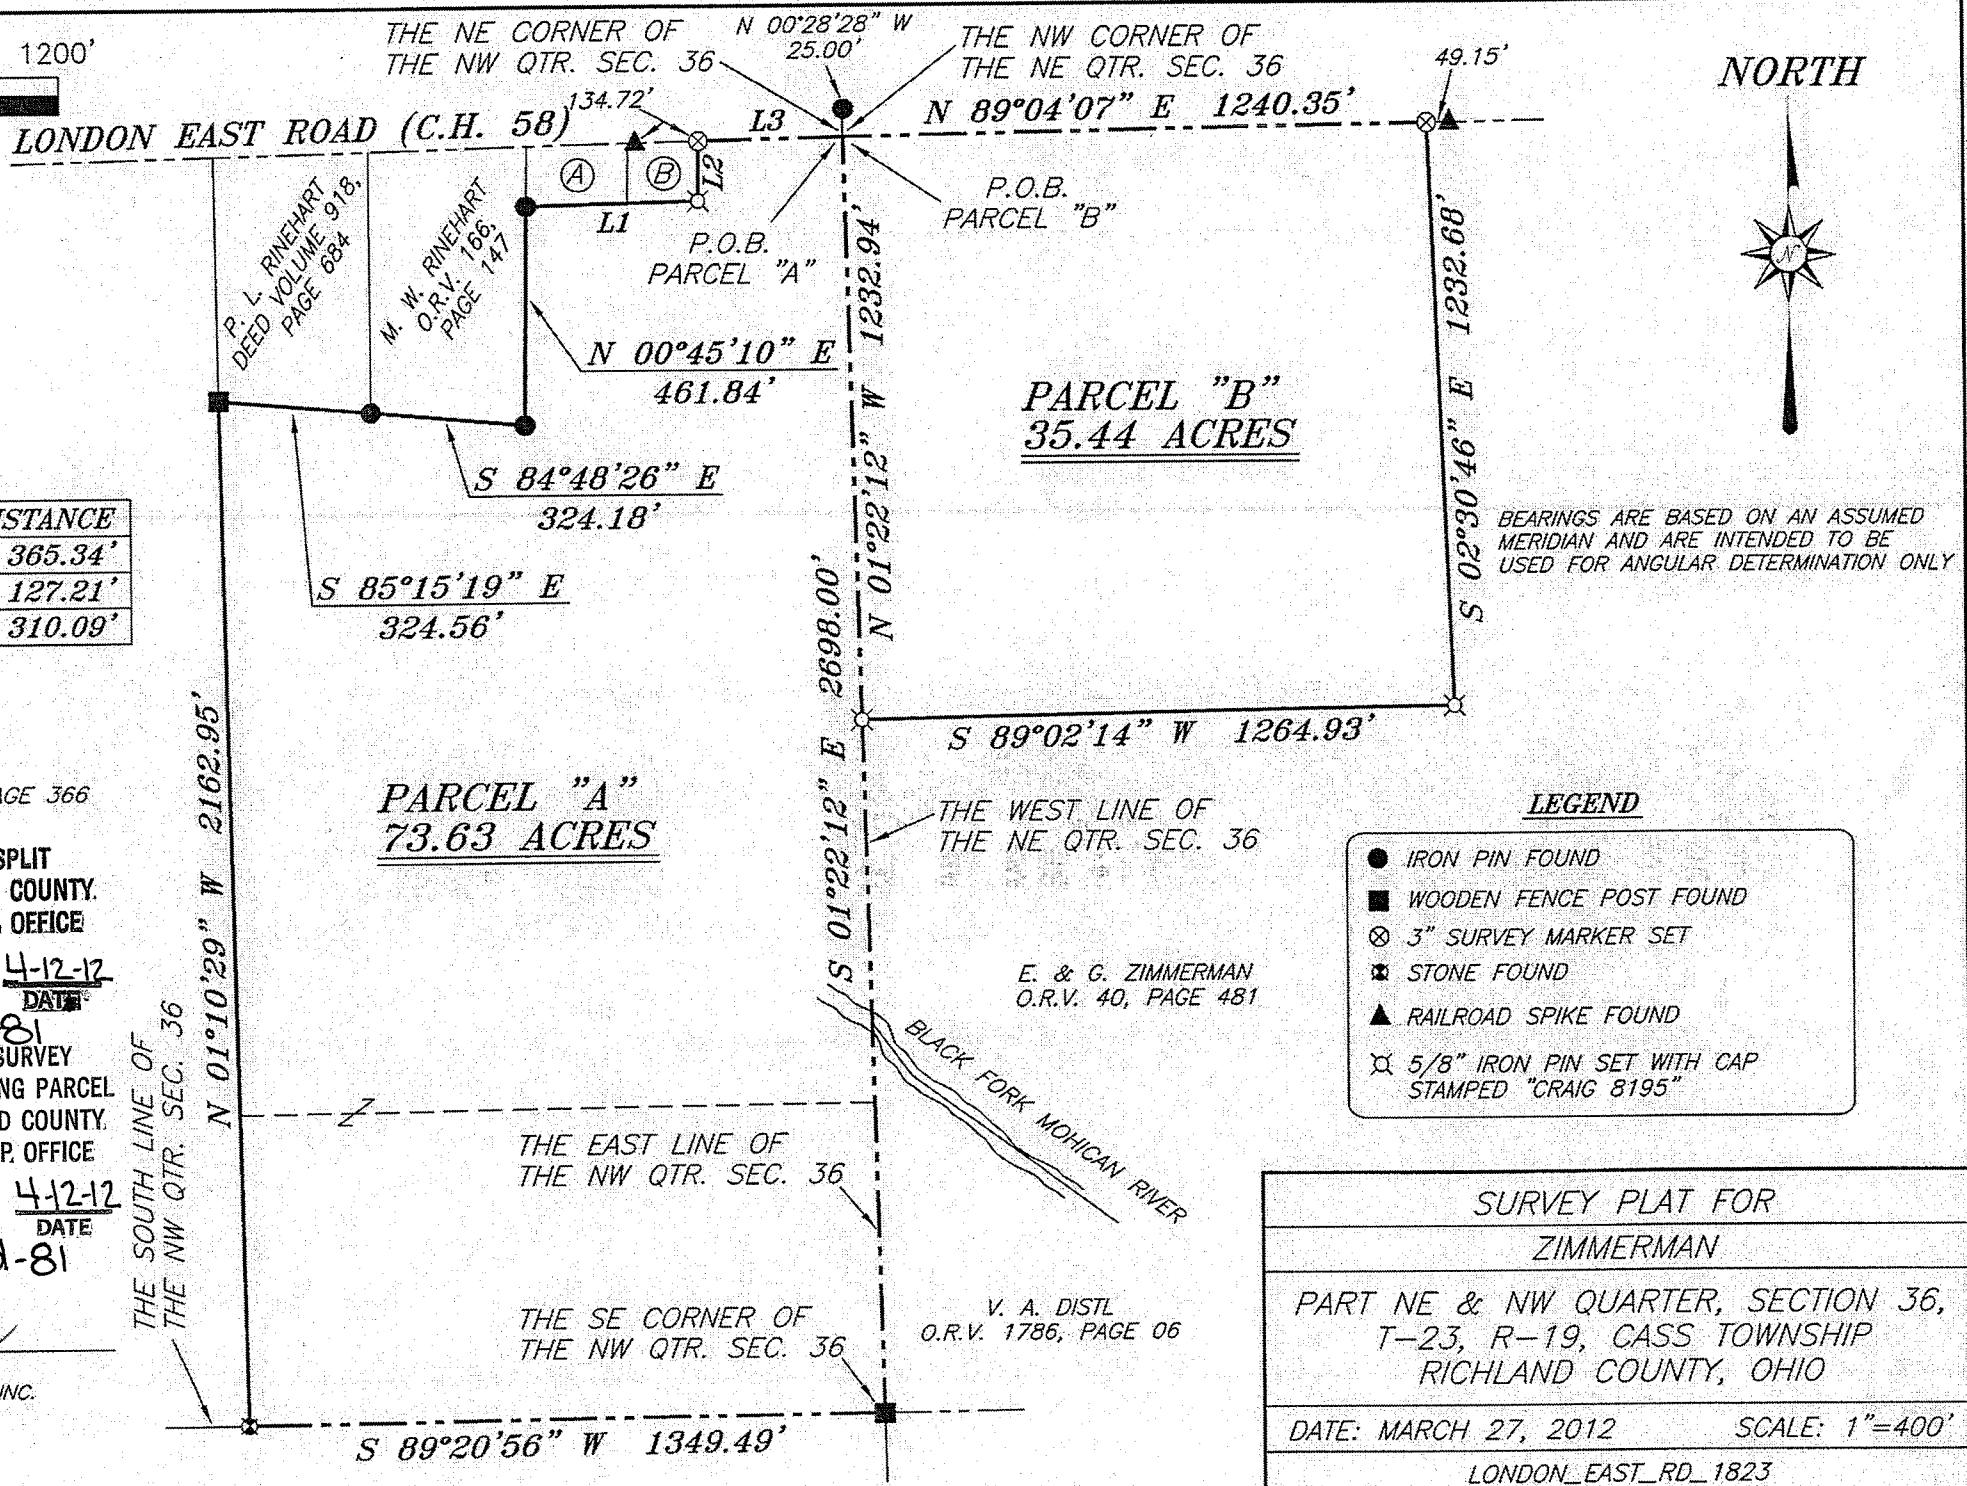 1200'
THE NE CORNER OF
THE NW QTR. SEC. 36
N 00°28'28" W
25.00'
THE NW CORNER OF
THE NE QTR. SEC. 36
49.15'
NORTH
LONDON EAST ROAD (C.H. 58)
134.72'
L3
N 89°04'07" E 1240.35'
A
B
L2
L1
P. L. RINEHART
DEED VOLUME 918,
PAGE 684
M. W. RINEHART
O.R.V. 166,
PAGE 147
P.O.B.
PARCEL "A"
P.O.B.
PARCEL "B"
N
N 00°45'10" E
461.84'
N 01°22'12" W 1232.94'
PARCEL "B"
35.44 ACRES
S 02°30'46" E 1232.68'
S 84°48'26" E
324.18'
S 85°15'19" E
324.56'
BEARINGS ARE BASED ON AN ASSUMED
MERIDIAN AND ARE INTENDED TO BE
USED FOR ANGULAR DETERMINATION ONLY
ISTANCE
365.34'
127.21'
310.09'
S 01°22'12" E 2698.00'
S 89°02'14" W 1264.93'
N 01°10'29" W 2162.95'
PARCEL "A"
73.63 ACRES
THE WEST LINE OF
THE NE QTR. SEC. 36
AGE 366
SPLIT
COUNTY.
OFFICE
4-12-12
DATE
81
SURVEY
NG PARCEL
D COUNTY.
P. OFFICE
4-12-12
DATE
-81
INC.
THE SOUTH LINE OF
THE NW QTR. SEC. 36
E. & G. ZIMMERMAN
O.R.V. 40, PAGE 481
BLACK FORK MOHICAN RIVER
Z
THE EAST LINE OF
THE NW QTR. SEC. 36
THE SE CORNER OF
THE NW QTR. SEC. 36
V. A. DISTL
O.R.V. 1786, PAGE 06
S 89°20'56" W 1349.49'
LEGEND
IRON PIN FOUND
WOODEN FENCE POST FOUND
3" SURVEY MARKER SET
STONE FOUND
RAILROAD SPIKE FOUND
5/8" IRON PIN SET WITH CAP
STAMPED "CRAIG 8195"
SURVEY PLAT FOR
ZIMMERMAN
PART NE & NW QUARTER, SECTION 36,
T-23, R-19, CASS TOWNSHIP
RICHLAND COUNTY, OHIO
DATE: MARCH 27, 2012 SCALE: 1"=400'
LONDON_EAST_RD_1823